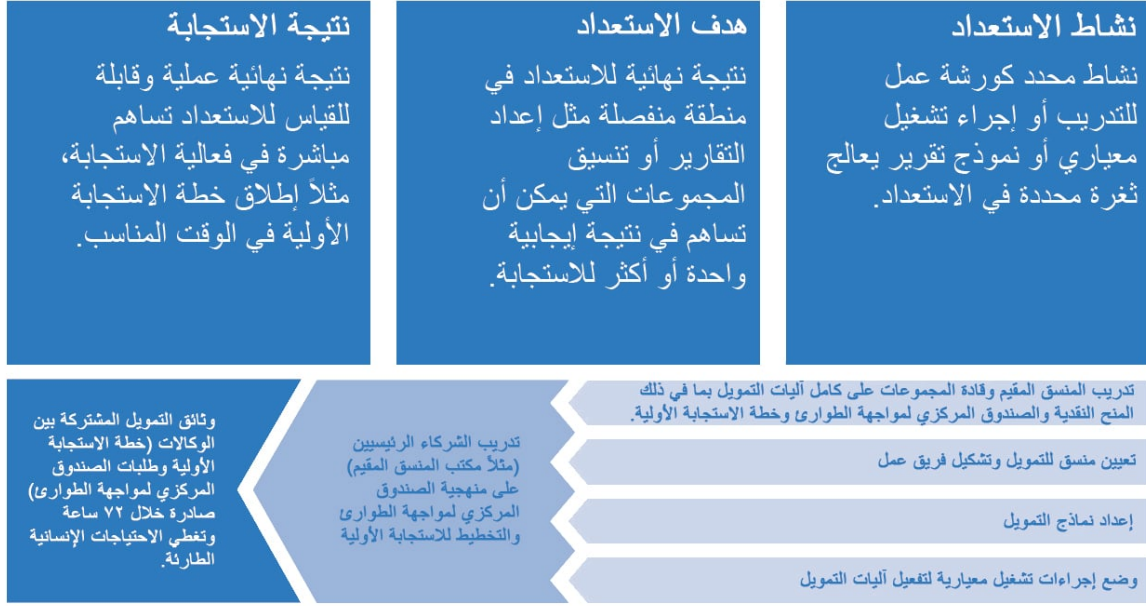 نشاط الاستعداد
نشاط محدد كورشة عمل
للتدريب أو إجراء تشغيل
معياري أو نموذج تقرير يعالج
ثغرة محددة في الاستعداد.
هدف الاستعداد
نتيجة نهائية للاستعداد في
منطقة منفصلة مثل إعداد
التقارير أو تنسيق
المجموعات التي يمكن أن
تساهم في نتيجة إيجابية
واحدة أو أكثر للاستجابة.
نتيجة الاستجابة
نتيجة نهائية عملية وقابلة
للقياس للاستعداد تساهم
مباشرة في فعالية الاستجابة،
مثلاً إطلاق خطة الاستجابة
الأولية في الوقت المناسب.
تدريب المنسق المقيم وقادة المجموعات على كامل آليات التمويل بما في ذلك
المنح النقدية والصندوق المركزي لمواجهة الطوارئ وخطة الاستجابة الأولية.
تعيين منسق للتمويل وتشكيل فريق عمل
إعداد نماذج التمويل
وضع إجراءات تشغيل معيارية لتفعيل آليات التمويل
تدريب الشركاء الرئيسيين
(مثلاً مكتب المنسق المقيم)
على منهجية الصندوق
المركزي لمواجهة الطوارئ
والتخطيط للاستجابة الأولية
وثائق التمويل المشتركة بين
الوكالات (خطة الاستجابة
الأولية وطلبات الصندوق
المركزي لمواجهة الطوارئ)
صادرة خلال ٧٢ ساعة
وتغطي الاحتياجات الإنسانية
الطارئة.